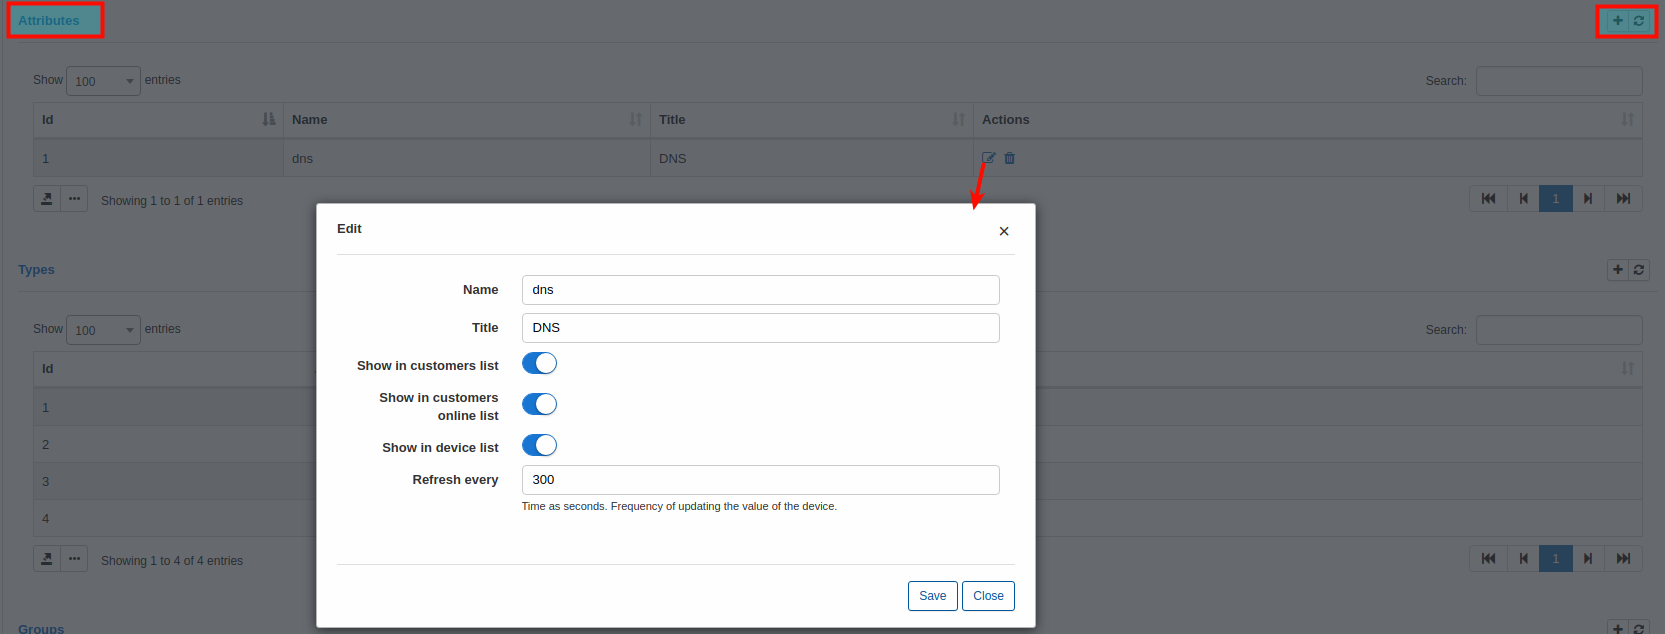 Attributes
Show 100 entries
Search:
Id Name Title Actions
1 dns DNS
Showing 1 to 1 of 1 entries
1
Edit
×
Name dns
Title DNS
Show in customers list
Show in customers
online list
Show in device list
Refresh every 300
Time as seconds. Frequency of updating the value of the device.
Save Close
Types
Show 100 entries
Search:
Id
1
2
3
4
Showing 1 to 4 of 4 entries
1
Groups